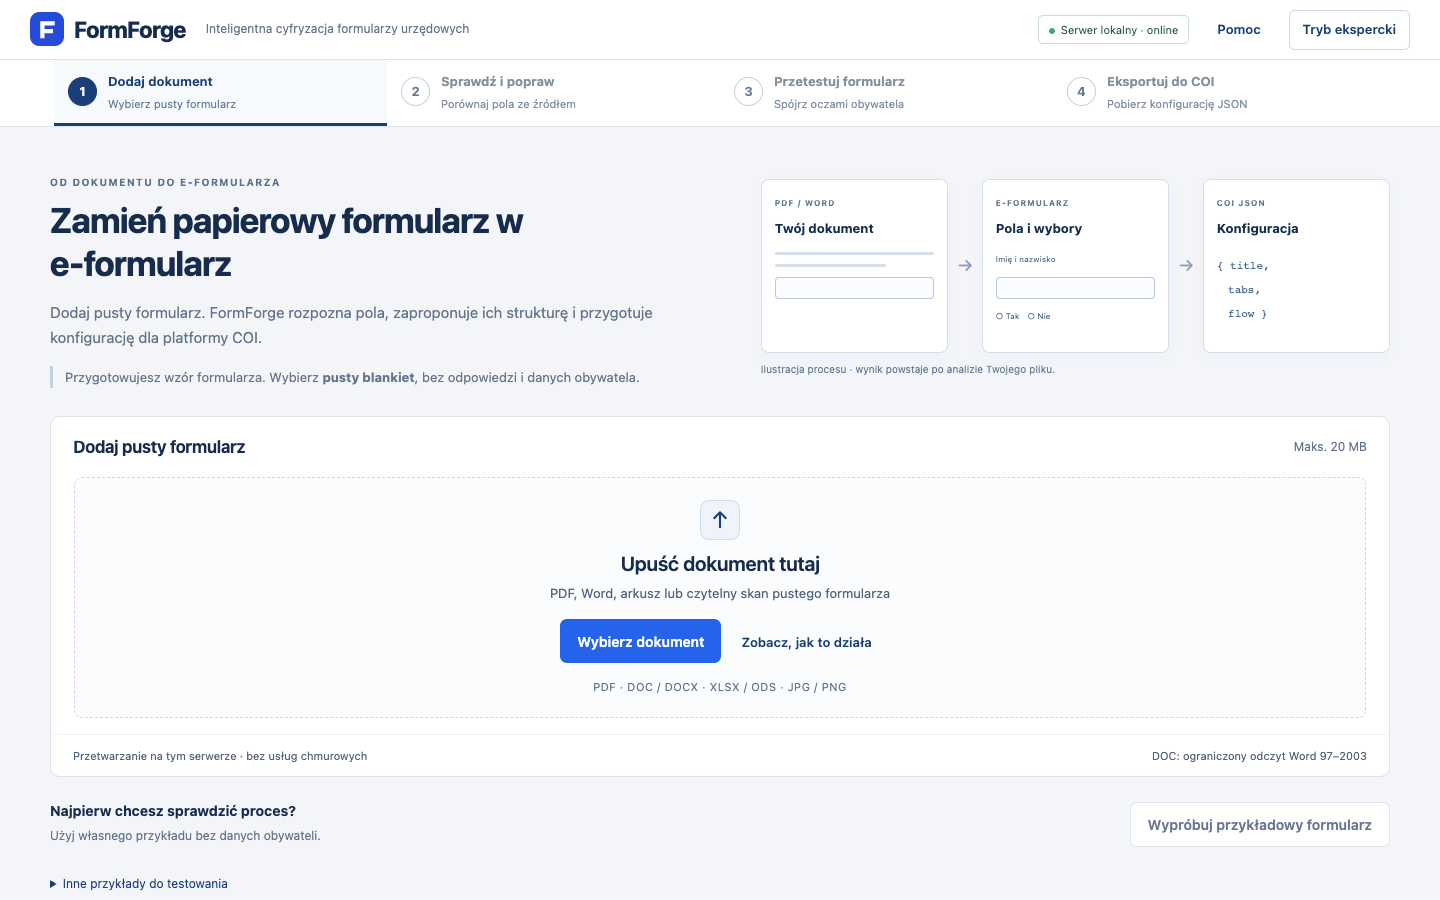 F FormForge
Inteligentna cyfryzacja formularzy urzędowych
Serwer lokalny · online
Pomoc
Tryb ekspercki
1
Dodaj dokument
Wybierz pusty formularz
2
Sprawdź i popraw
Porównaj pola ze źródłem
3
Przetestuj formularz
Spójrz oczami obywatela
4
Eksportuj do COI
Pobierz konfigurację JSON
OD DOKUMENTU DO E-FORMULARZA
Zamień papierowy formularz w
e-formularz
Dodaj pusty formularz. FormForge rozpozna pola, zaproponuje ich strukturę i przygotuje
konfigurację dla platformy COI.
Przygotowujesz wzór formularza. Wybierz pusty blankiet, bez odpowiedzi i danych obywatela.
PDF / WORD
Twój dokument
E-FORMULARZ
Pola i wybory
Imię i nazwisko
Tak Nie
COI JSON
Konfiguracja
{ title,
tabs,
flow }
Ilustracja procesu · wynik powstaje po analizie Twojego pliku.
Dodaj pusty formularz
Maks. 20 MB
Upuść dokument tutaj
PDF, Word, arkusz lub czytelny skan pustego formularza
Wybierz dokument
Zobacz, jak to działa
PDF · DOC / DOCX · XLSX / ODS · JPG / PNG
Przetwarzanie na tym serwerze · bez usług chmurowych
DOC: ograniczony odczyt Word 97–2003
Najpierw chcesz sprawdzić proces?
Użyj własnego przykładu bez danych obywateli.
Wypróbuj przykładowy formularz
Inne przykłady do testowania